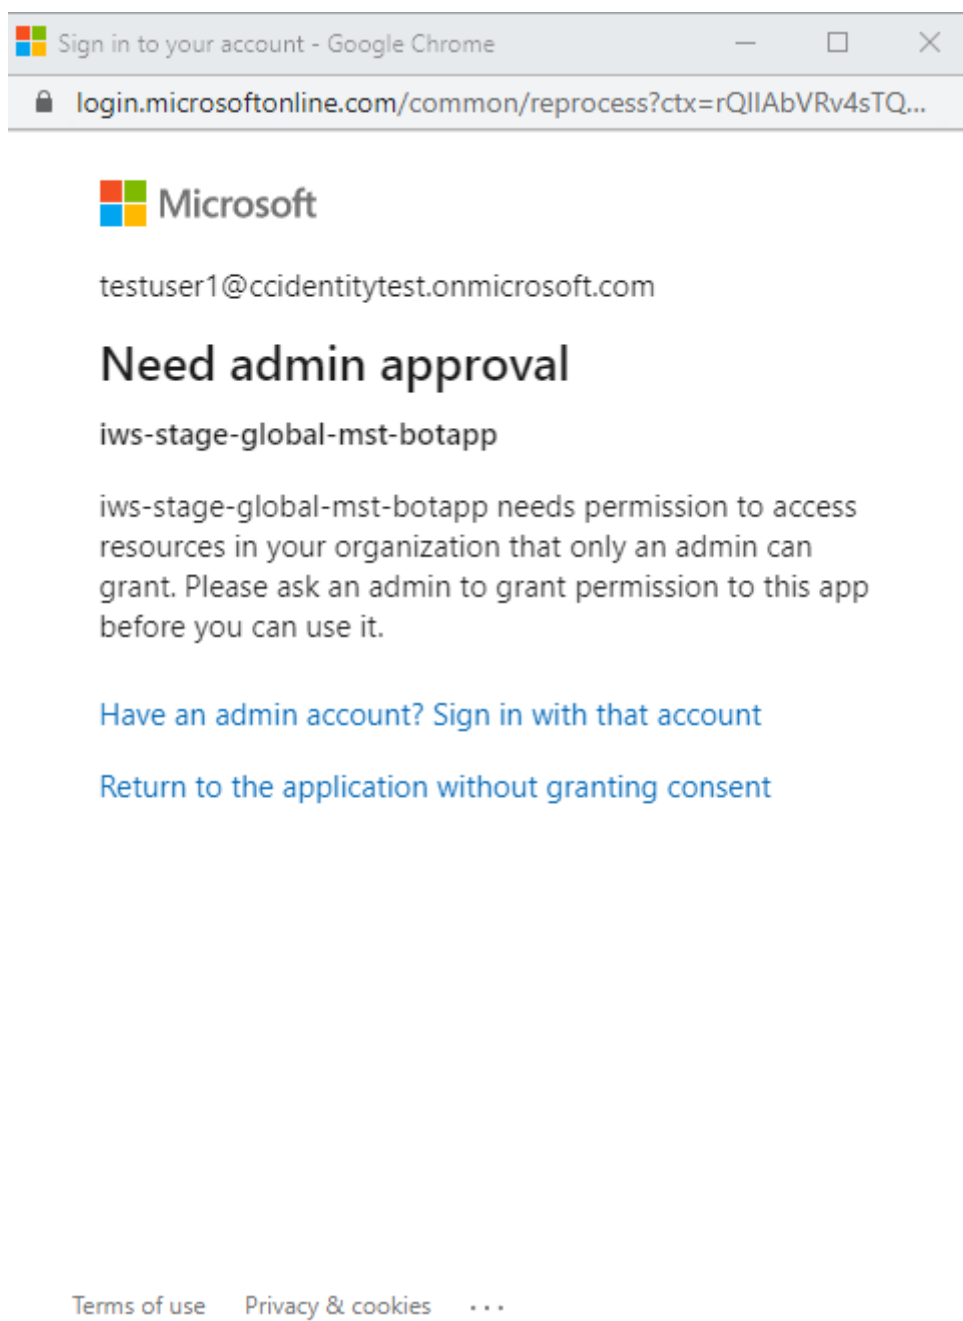 Sign in to your account - Google Chrome
login.microsoftonline.com/common/reprocess?ctx=rQIIAbVRv4sTQ...
Microsoft
testuser1@ccidentitytest.onmicrosoft.com
Need admin approval
iws-stage-global-mst-botapp
iws-stage-global-mst-botapp needs permission to access
resources in your organization that only an admin can
grant. Please ask an admin to grant permission to this app
before you can use it.
Have an admin account? Sign in with that account
Return to the application without granting consent
Terms of use Privacy & cookies ...